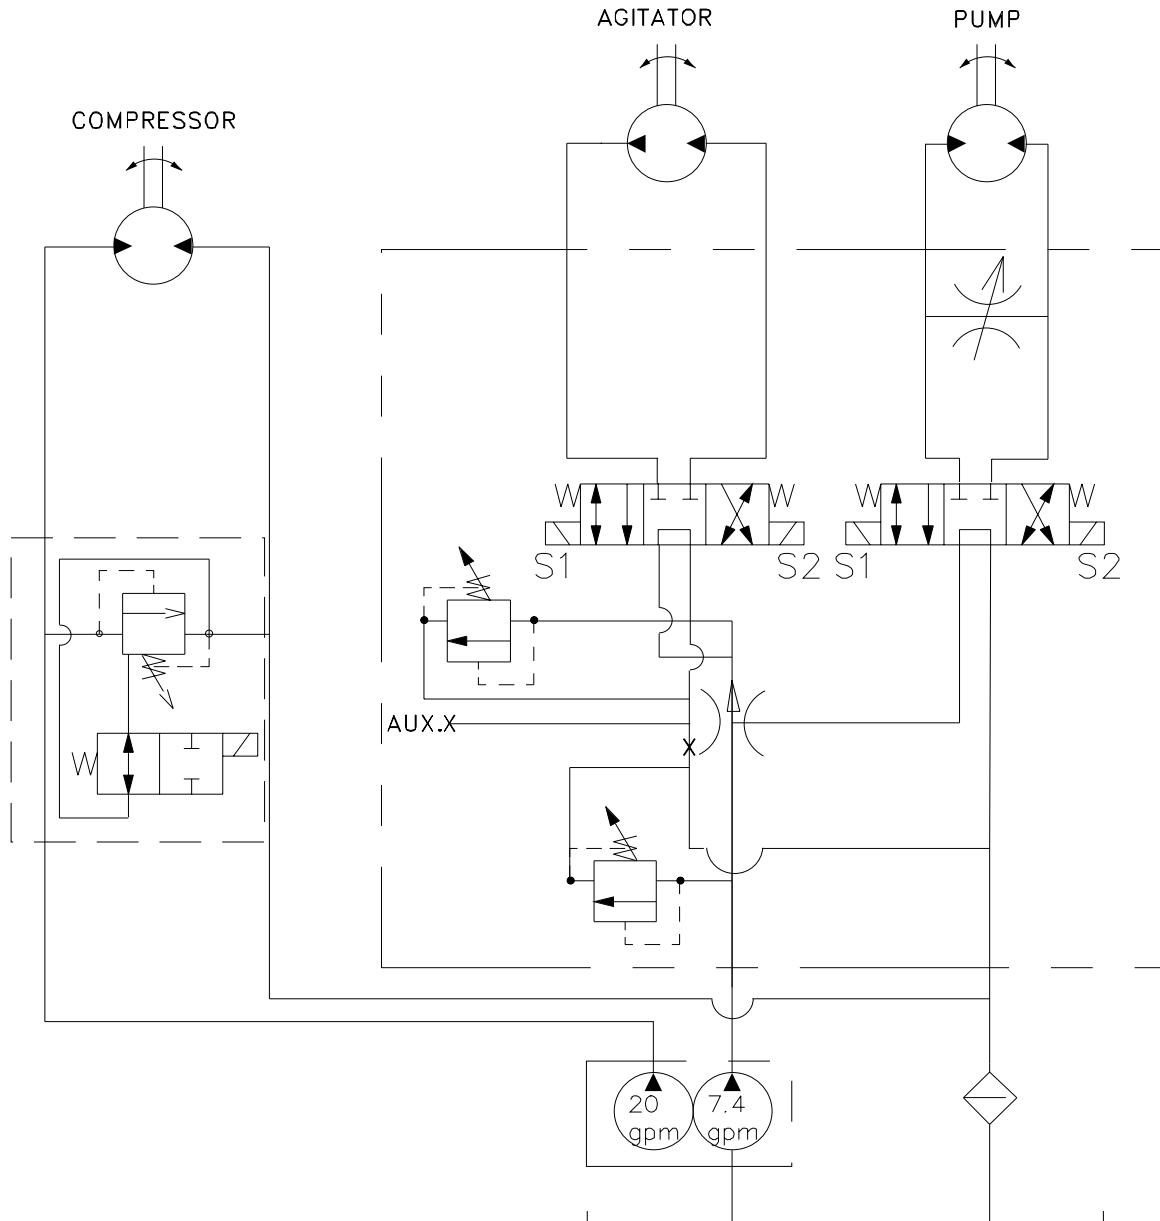 AGITATOR
PUMP
COMPRESSOR
S1
S2
S1
S2
AUX.X
X
20
gpm
7.4
gpm